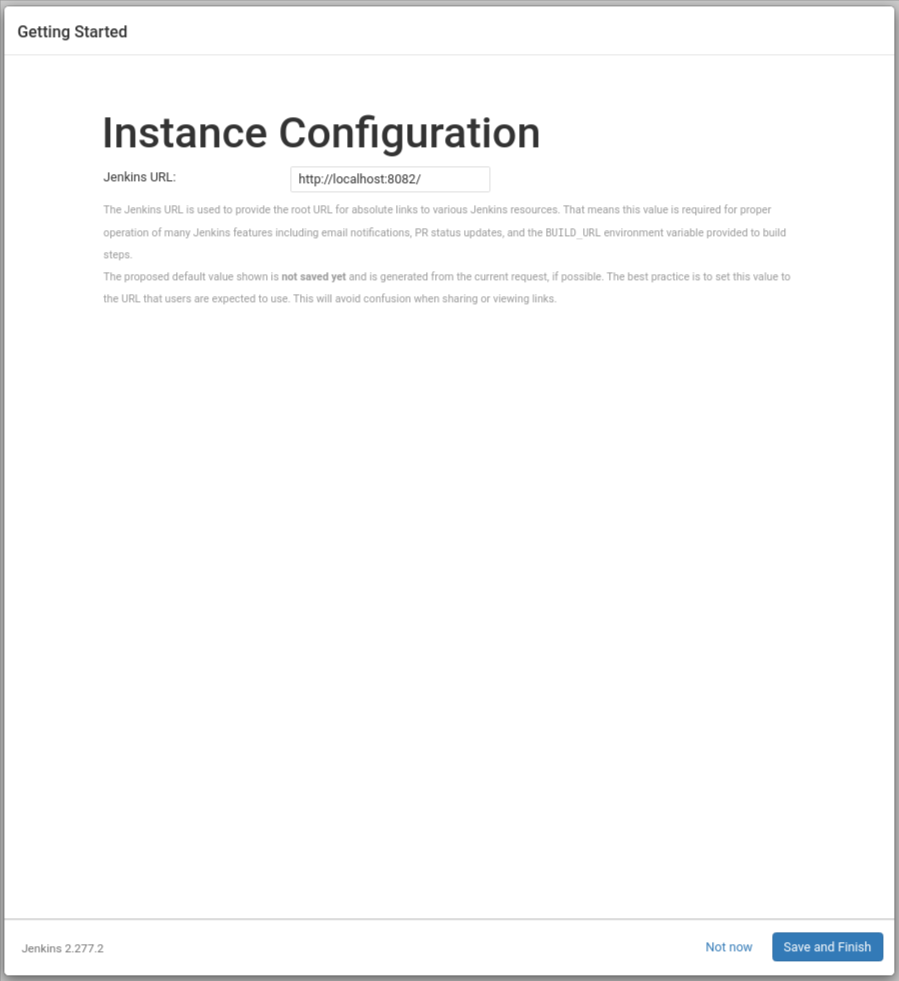 Getting Started
Instance Configuration
Jenkins URL: http://localhost:8082/
The Jenkins URL is used to provide the root URL for absolute links to various Jenkins resources. That means this value is required for proper
operation of many Jenkins features including email notifications, PR status updates, and the BUILD_URL environment variable provided to build
steps.
The proposed default value shown is not saved yet and is generated from the current request, if possible. The best practice is to set this value to
the URL that users are expected to use. This will avoid confusion when sharing or viewing links.
Jenkins 2.277.2 Not now Save and Finish